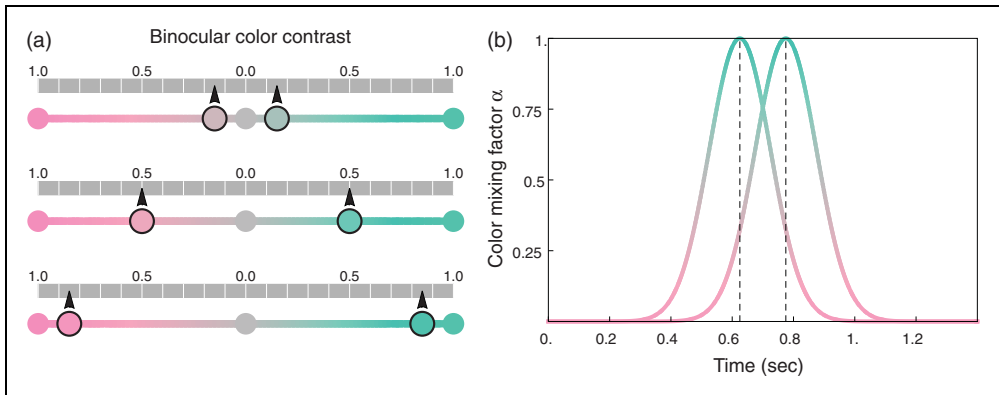 (a) Binocular color contrast
1.0 0.5 0.0 0.5 1.0
1.0 0.5 0.0 0.5 1.0
1.0 0.5 0.0 0.5 1.0
(b)
Color mixing factor α
1.
0.75
0.5
0.25
0. 0.2 0.4 0.6 0.8 1. 1.2
Time (sec)